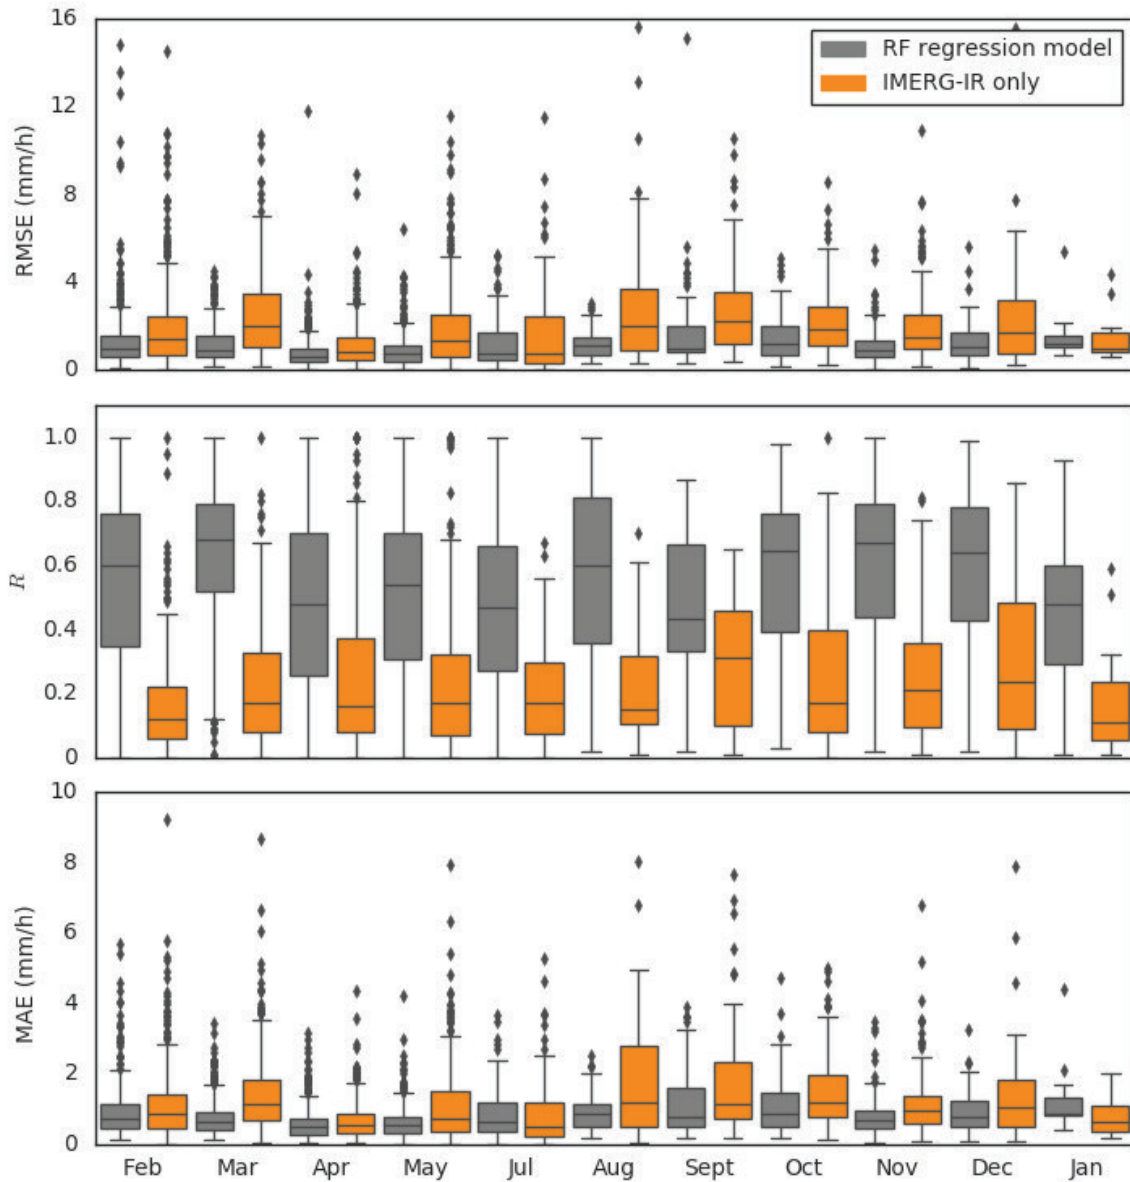 16
12
8
4
0
RMSE (mm/h)
RF regression model
IMERG-IR only
1.0
0.8
0.6
0.4
0.2
0
R
10
8
6
4
2
0
MAE (mm/h)
Feb Mar Apr May Jul Aug Sept Oct Nov Dec Jan